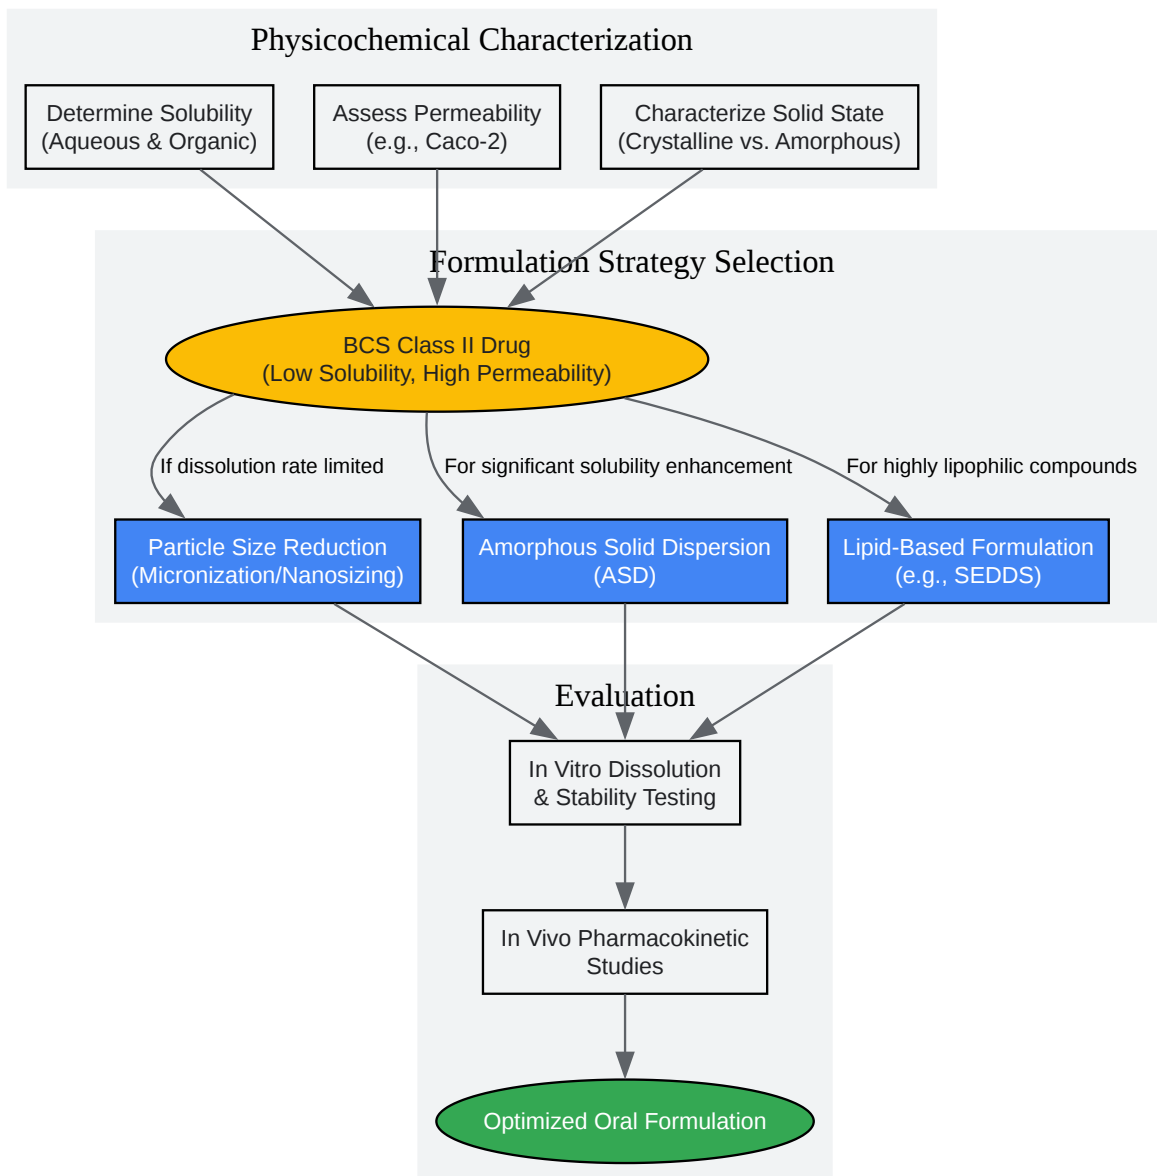 Physicochemical Characterization
Determine Solubility
(Aqueous & Organic)
Assess Permeability
(e.g., Caco-2)
Characterize Solid State
(Crystalline vs. Amorphous)
Formulation Strategy Selection
BCS Class II Drug
(Low Solubility, High Permeability)
If dissolution rate limited
For significant solubility enhancement
For highly lipophilic compounds
Particle Size Reduction
(Micronization/Nanosizing)
Amorphous Solid Dispersion
(ASD)
Lipid-Based Formulation
(e.g., SEDDS)
Evaluation
In Vitro Dissolution
& Stability Testing
In Vivo Pharmacokinetic
Studies
Optimized Oral Formulation